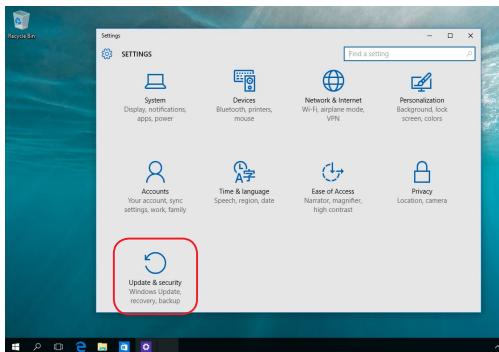 Recycle Bin
Settings
SETTINGS
Find a setting
System
Display, notifications,
apps, power
Devices
Bluetooth, printers,
mouse
Network & Internet
Wi-Fi, airplane mode,
VPN
Personalization
Background, lock
screen, colors
Accounts
Your account, sync
settings, work, family
Time & language
Speech, region, date
Ease of Access
Narrator, magnifier,
high contrast
Privacy
Location, camera
Update & security
Windows Update,
recovery, backup